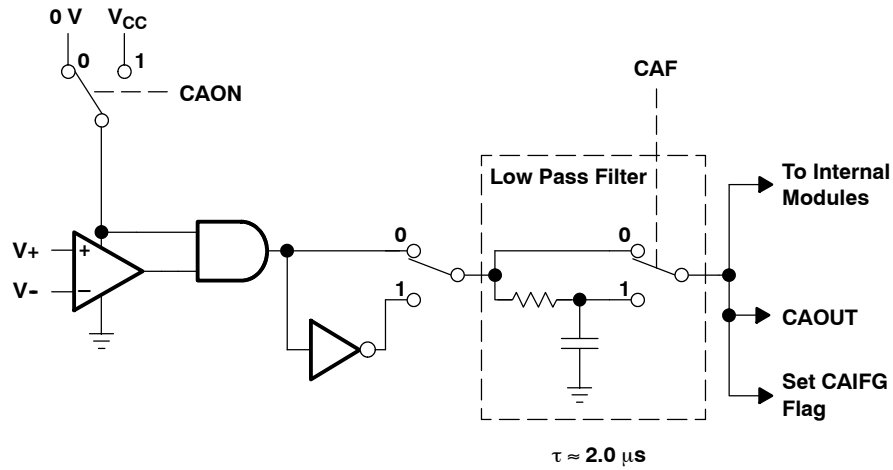 0 V VCC
0 1
CAON
CAF
Low Pass Filter
To Internal
Modules
V+
+
V-
−
0
1
0
1
CAOUT
Set CAIFG
Flag
τ ≈ 2.0 μs